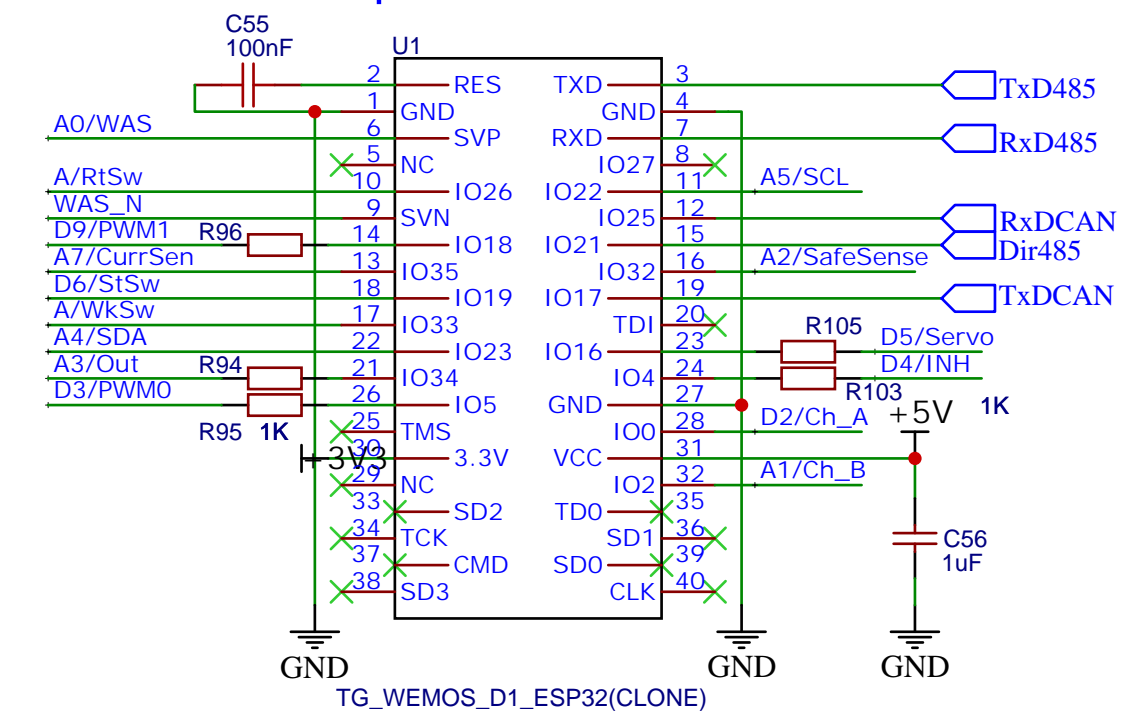 C55
100nF
U1
2 RES TXD 3 TxD485
1 GND GND 4
A0/WAS 6 SVP RXD 7 RxD485
5 NC IO27 8
A/RtSw 10 IO26 IO22 11 A5/SCL
WAS_N 9 SVN IO25 12 RxDCAN
D9/PWM1 R96 14 IO18 IO21 15 Dir485
A7/CurrSen 13 IO35 IO32 16 A2/SafeSense
D6/StSw 18 IO19 IO17 19 TxDCAN
A/WkSw 17 IO33 TDI 20
A4/SDA 22 IO23 IO16 23 R105 D5/Servo
A3/Out R94 21 IO34 IO4 24 R103 D4/INH
1K
D3/PWM0 26 IO5 GND 27 +5V
R95 1K 25 TMS IO0 28 D2/Ch_A
+3V3 30 3.3V VCC 31
29 NC IO2 32 A1/Ch_B
33 SD2 TD0 35
34 TCK SD1 36 C56
1uF
37 CMD SD0 39
38 SD3 CLK 40
GND GND GND
TG_WEMOS_D1_ESP32(CLONE)